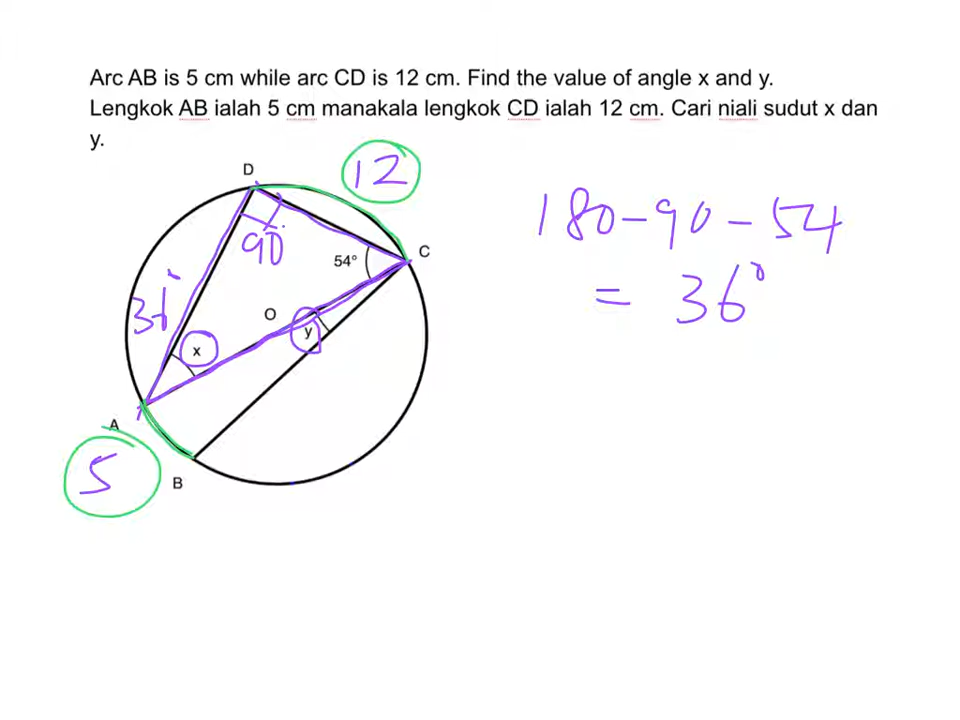 Arc AB is 5 cm while arc CD is 12 cm. Find the value of angle x and y.
Lengkok AB ialah 5 cm manakala lengkok CD ialah 12 cm. Cari niali sudut x dan
y.
D
12
180-90-54
= 36°
90
54°
C
36°
O
y
x
A
5
B